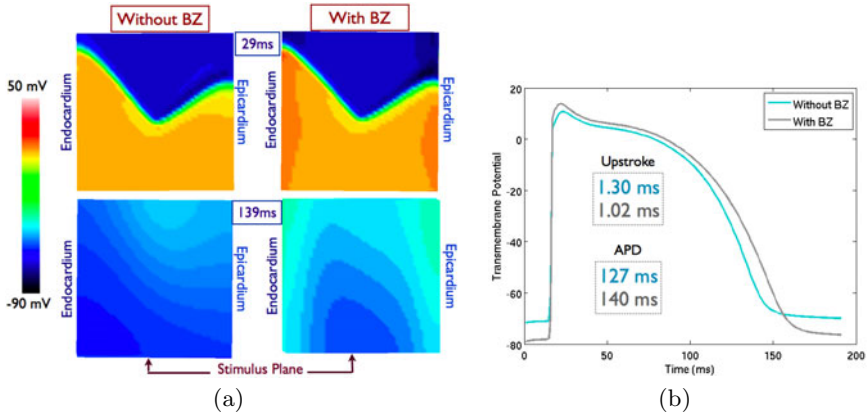 Without BZ
With BZ
29ms
50 mV
-90 mV
Endocardium
Epicardium
Endocardium
Epicardium
139ms
Endocardium
Epicardium
Endocardium
Epicardium
Stimulus Plane
(a)
Transmembrane Potential
20
0
-20
-40
-60
-80
Without BZ
With BZ
Upstroke
1.30 ms
1.02 ms
APD
127 ms
140 ms
0 50 100 150 200
Time (ms)
(b)